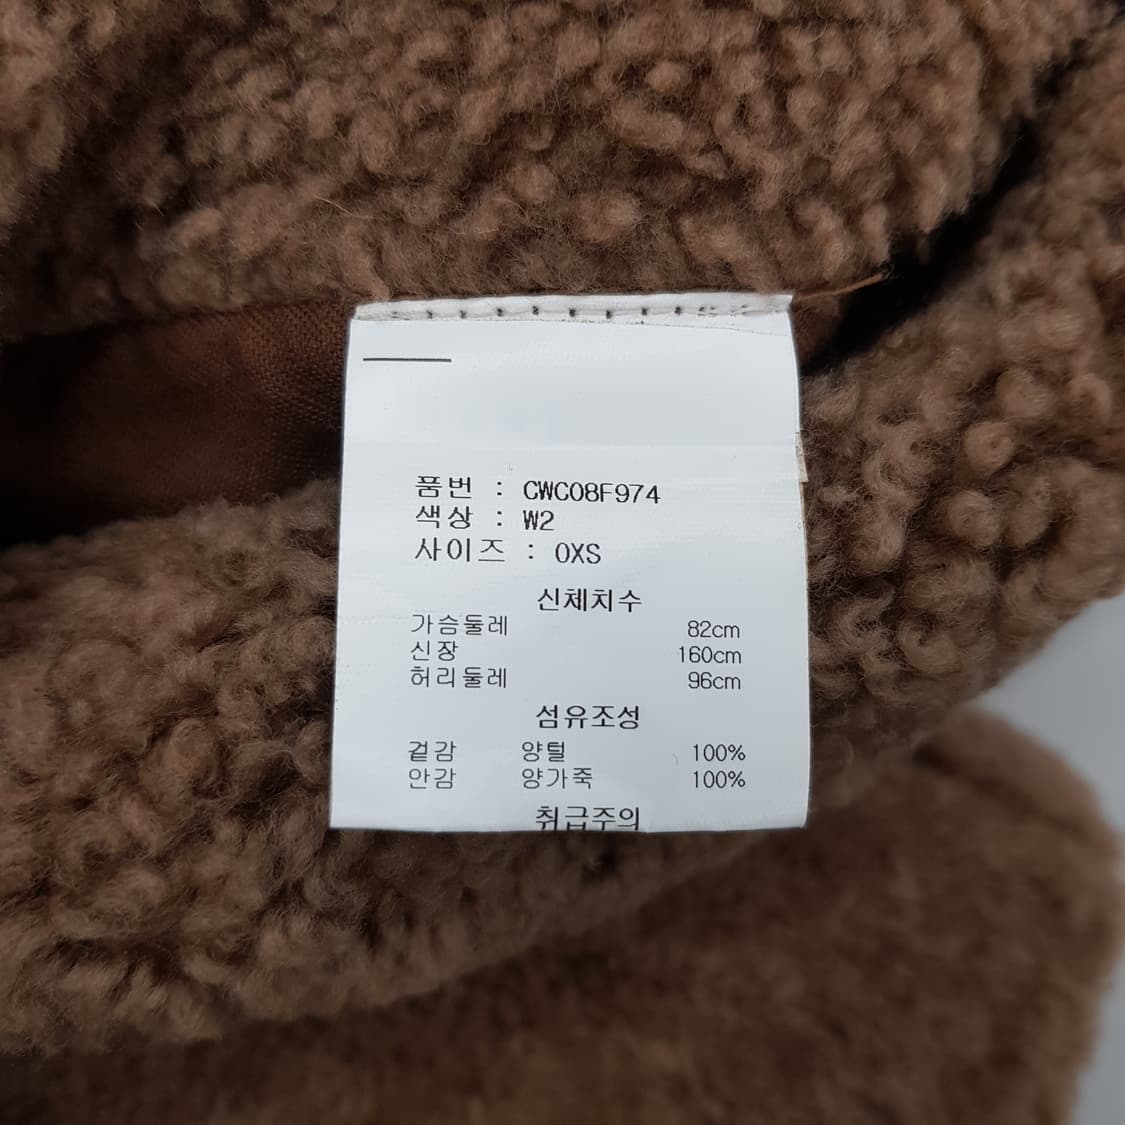 품번 : CWC08F974
색상 : W2
사이즈 : 0XS
신체치수
가슴둘레 82cm
신장 160cm
허리둘레 96cm
섬유조성
겉감 양털 100%
안감 양가죽 100%
취급주의